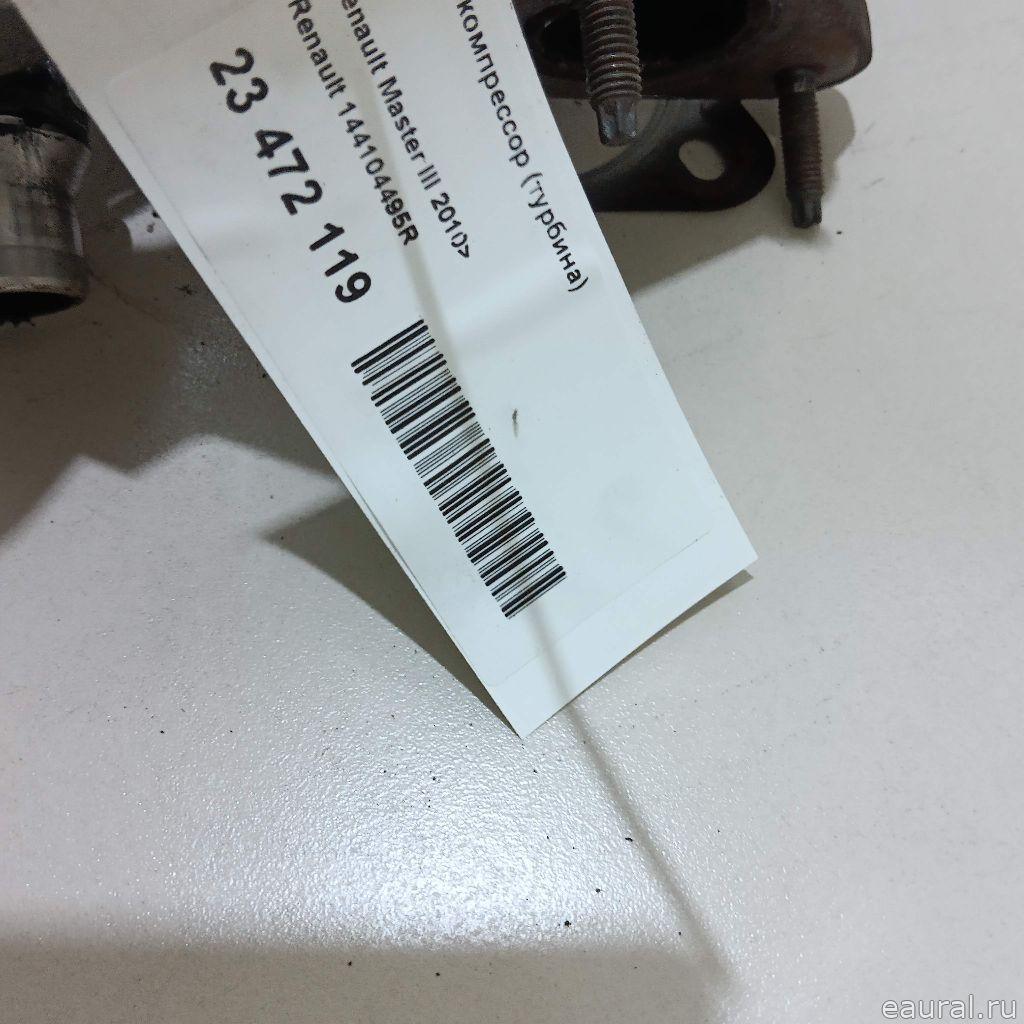 компрессор (турбина)
enault Master III 2010>
Renault 144104495R
23 472 119
eaural.ru